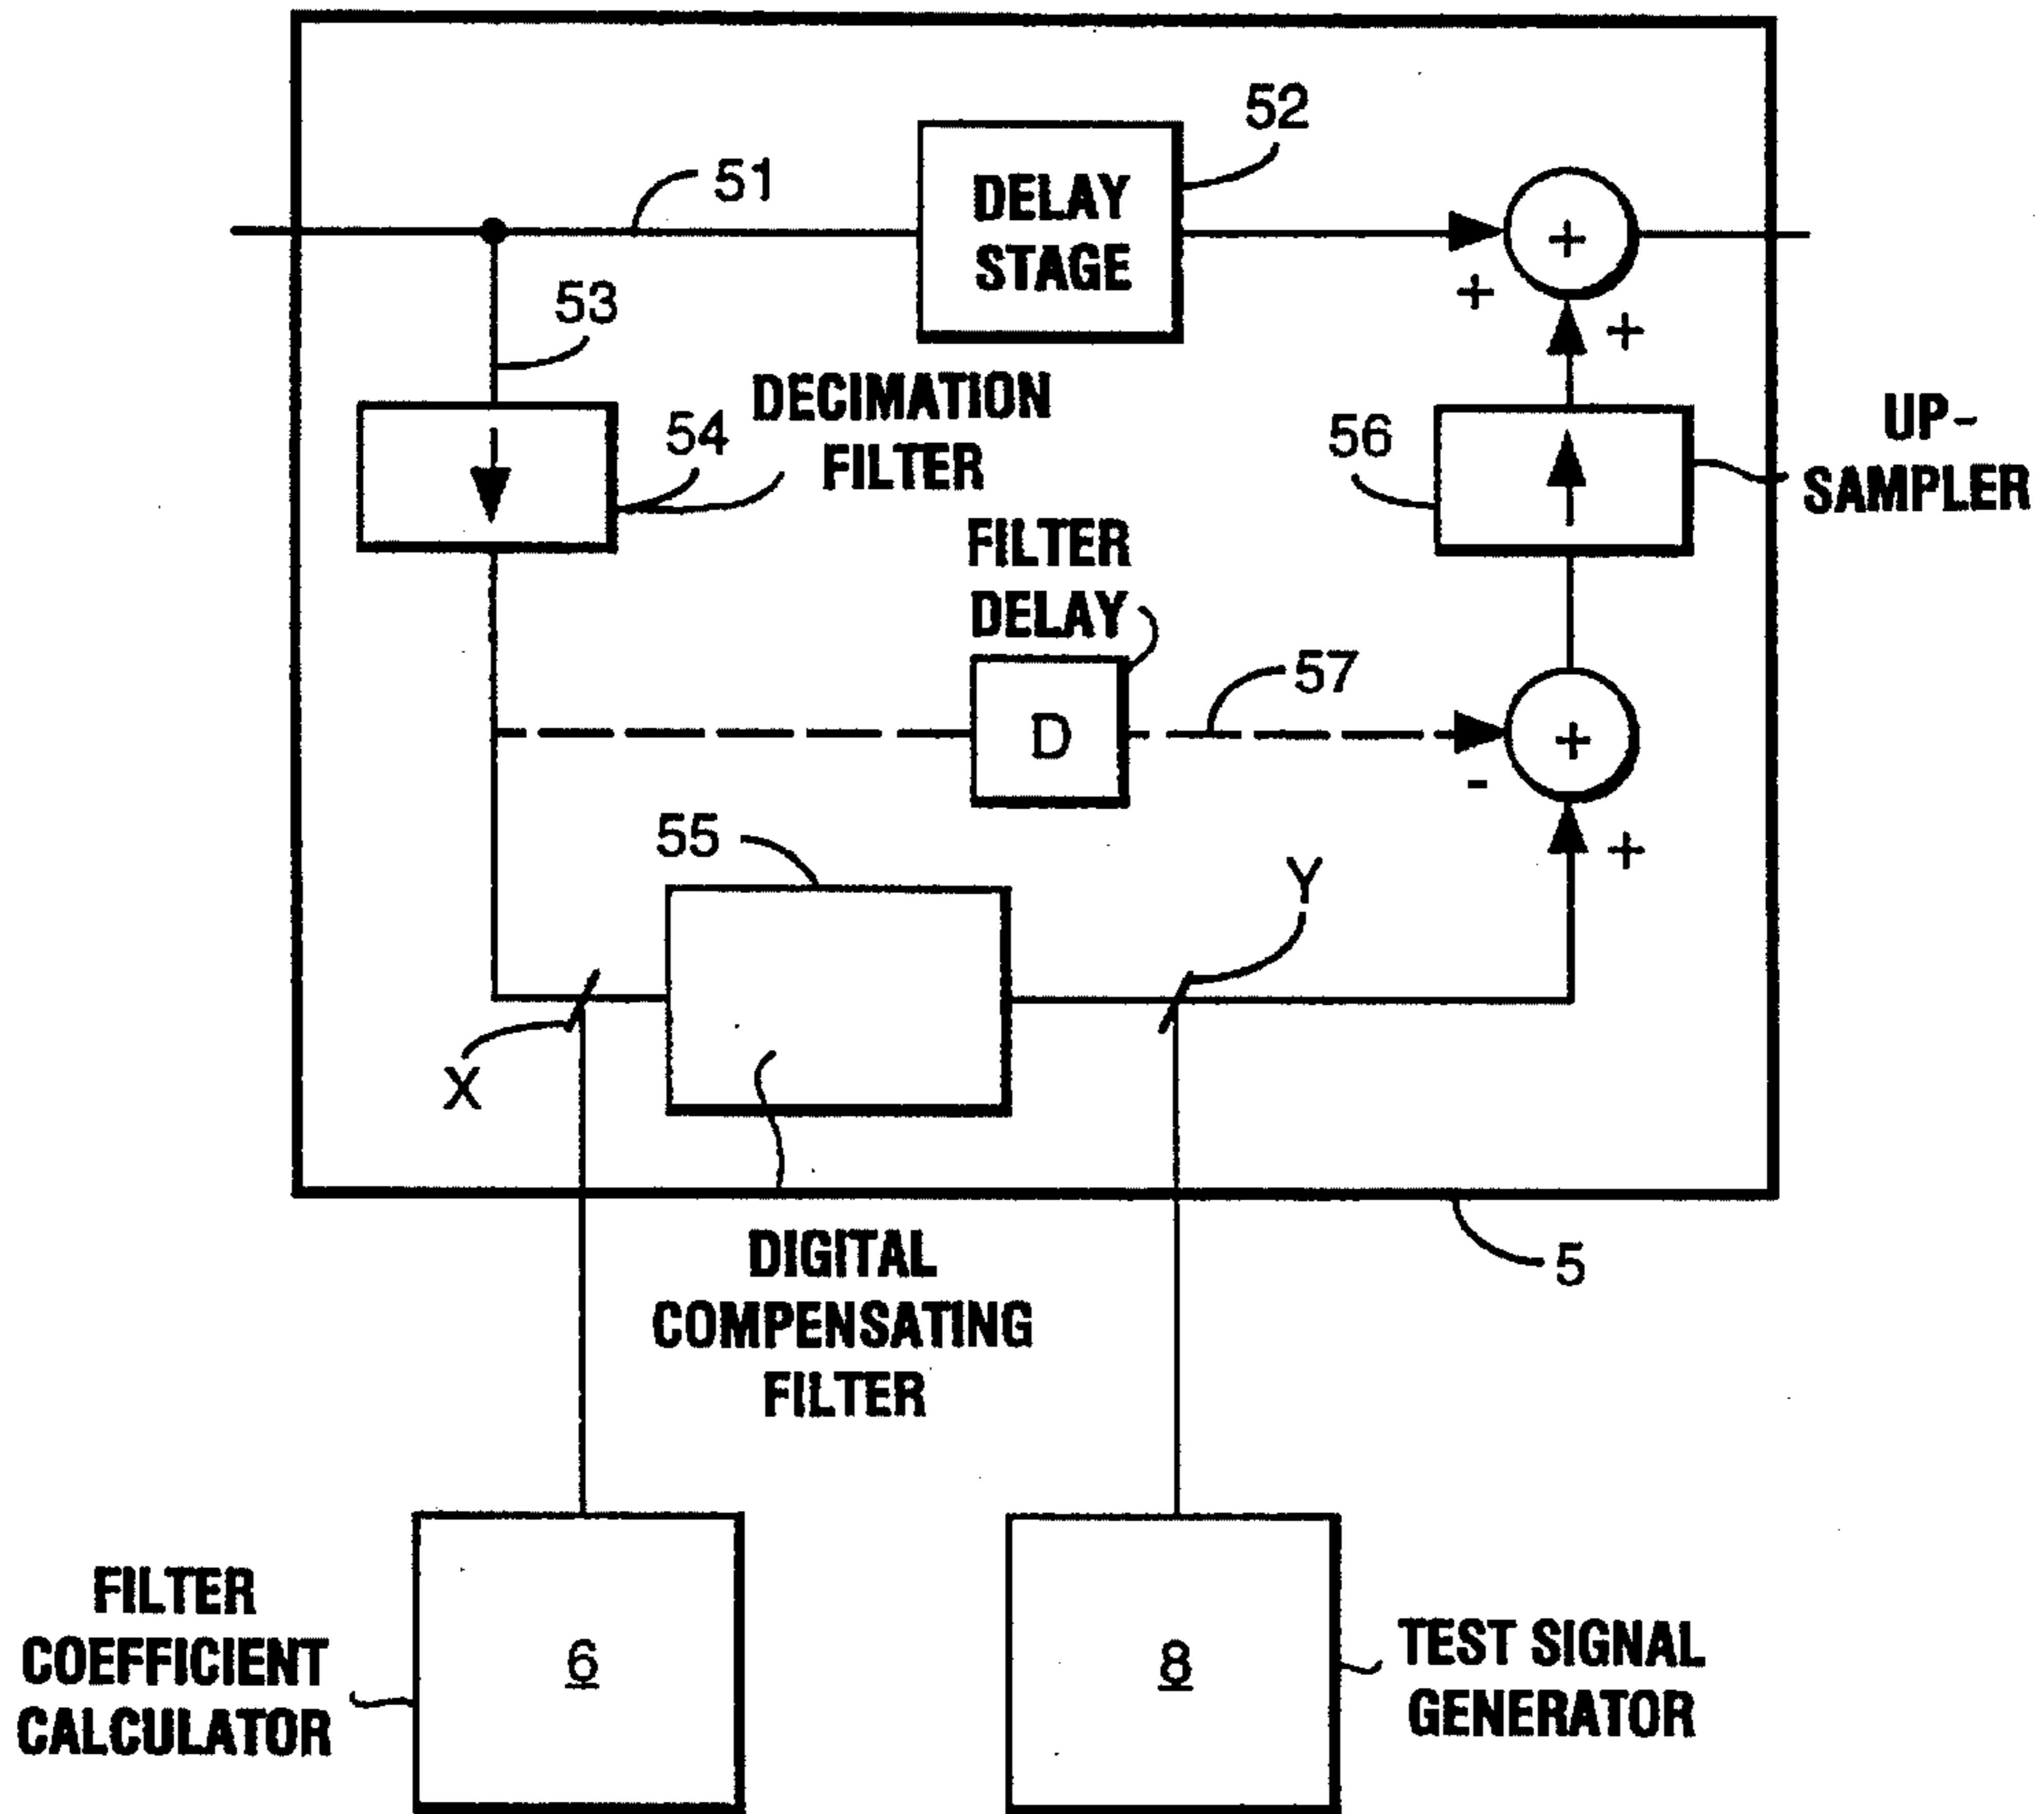 52
51
DELAY
STAGE
+
+
+
53
DECIMATION
FILTER
54
56
UP-
SAMPLER
FILTER
DELAY
57
D
+
-
55
Y
+
X
5
DIGITAL
COMPENSATING
FILTER
FILTER
COEFFICIENT
CALCULATOR
6
8
TEST SIGNAL
GENERATOR